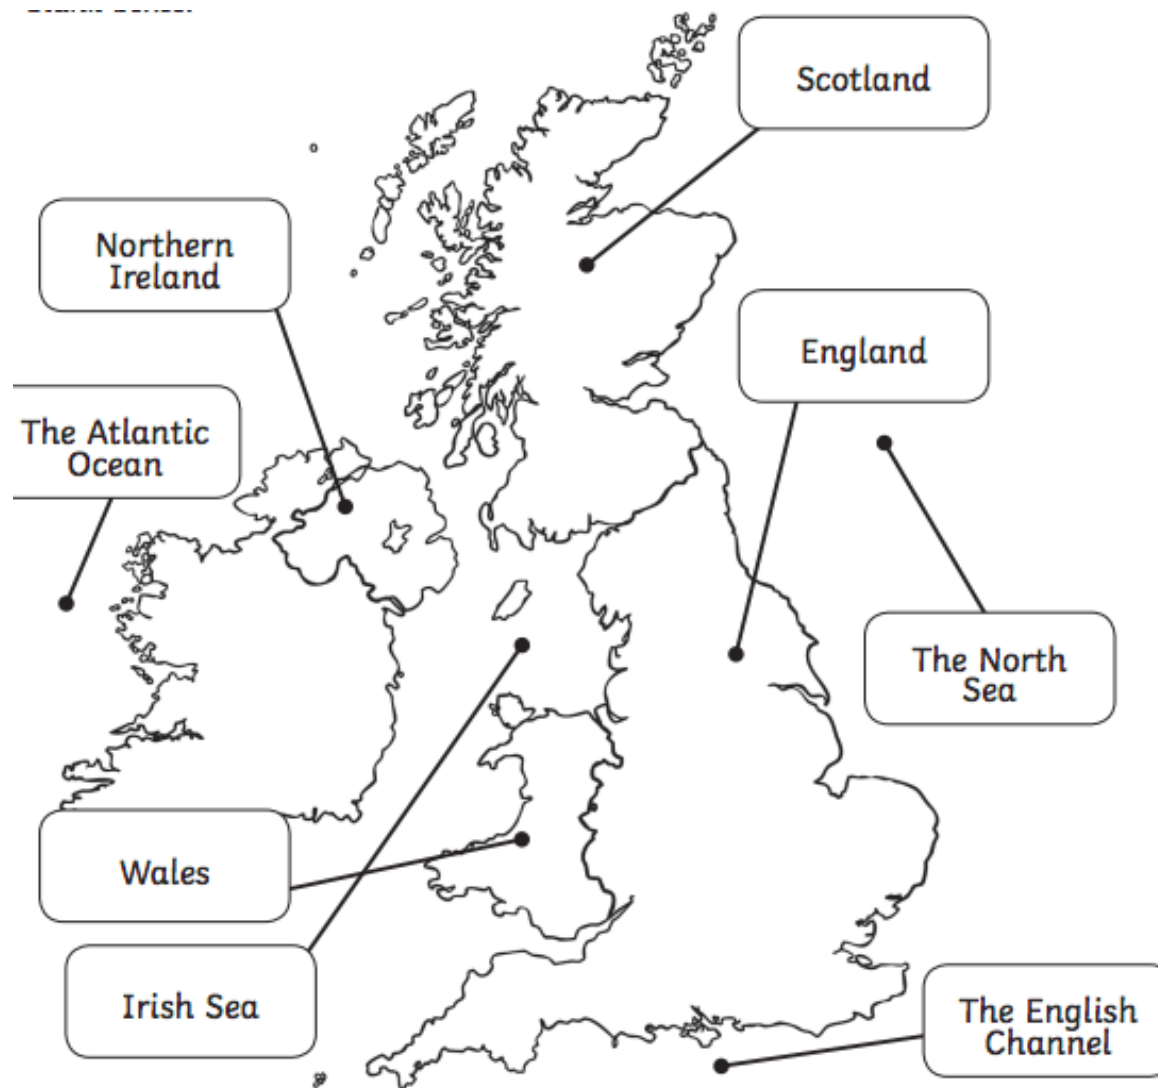 Scotland
Northern
Ireland
England
The Atlantic
Ocean
The North
Sea
Wales
Irish Sea
The English
Channel